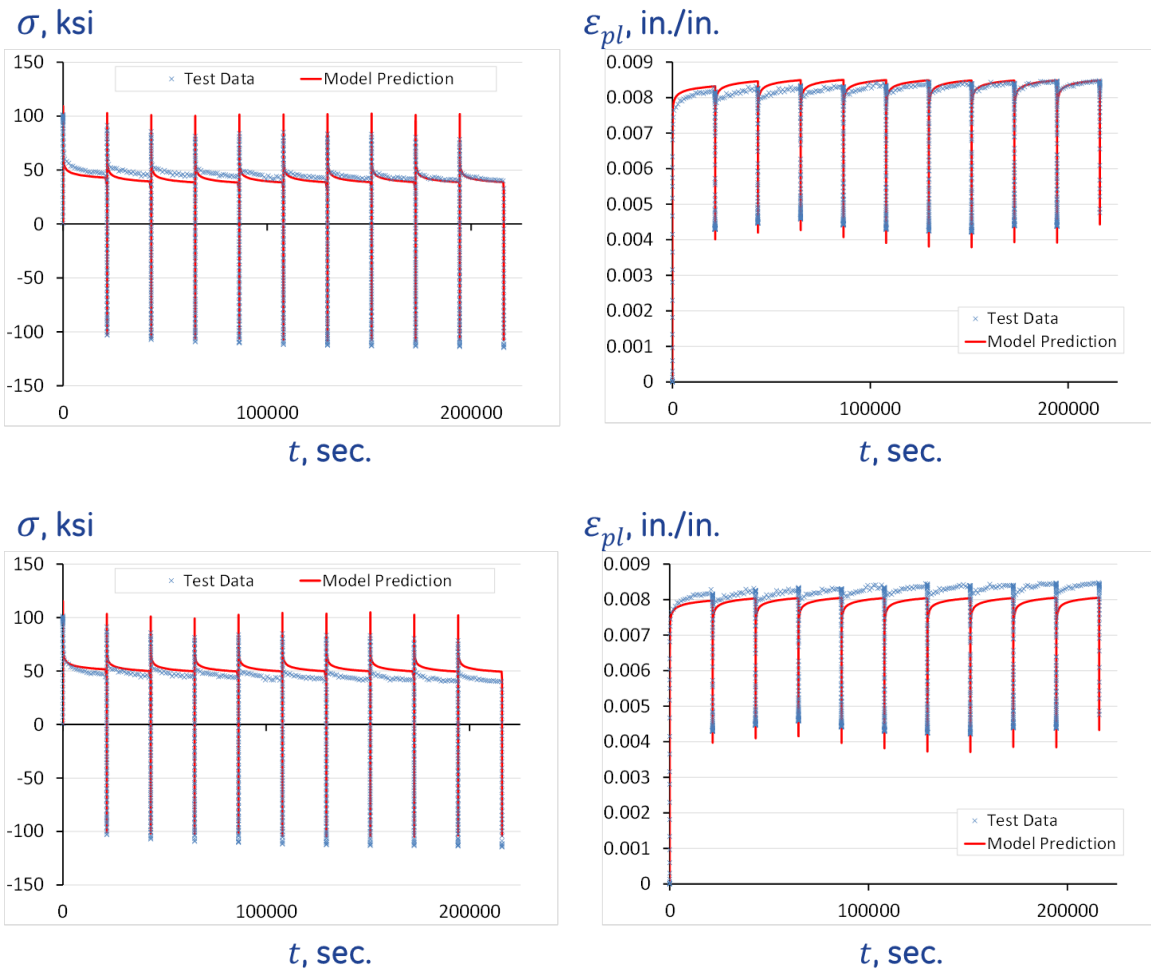 σ, ksi
150
100
50
0
-50
-100
-150
Test Data
Model Prediction
0
100000
200000
t, sec.
ε_pl, in./in.
0.009
0.008
0.007
0.006
0.005
0.004
0.003
0.002
0.001
0
Test Data
Model Prediction
0
100000
200000
t, sec.
σ, ksi
150
100
50
0
-50
-100
-150
Test Data
Model Prediction
0
100000
200000
t, sec.
ε_pl, in./in.
0.009
0.008
0.007
0.006
0.005
0.004
0.003
0.002
0.001
0
Test Data
Model Prediction
0
100000
200000
t, sec.